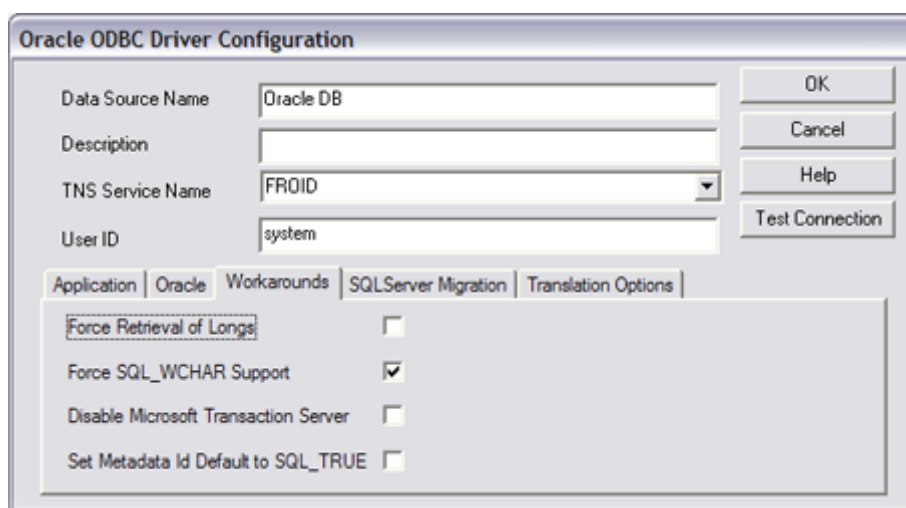 Oracle ODBC Driver Configuration
Data Source Name Oracle DB OK
Description Cancel
TNS Service Name FROID Help
User ID system Test Connection
Application Oracle Workarounds SQLServer Migration Translation Options
Force Retrieval of Longs
Force SQL_WCHAR Support
Disable Microsoft Transaction Server
Set Metadata Id Default to SQL_TRUE